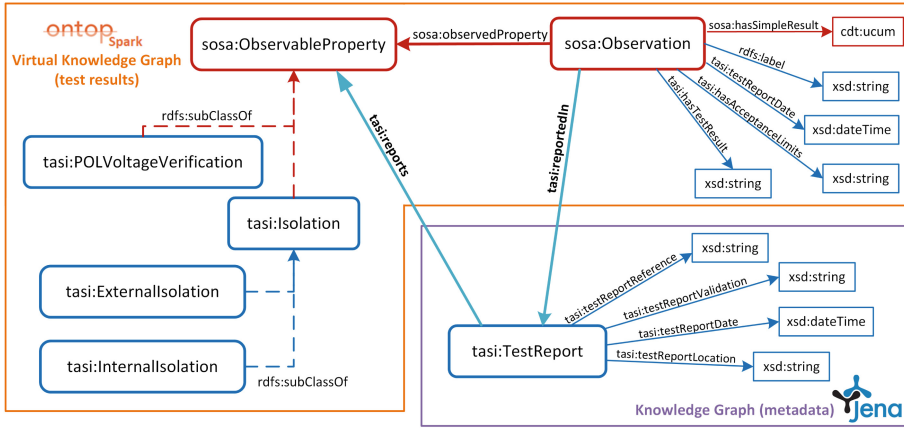 ontop
Spark
Virtual Knowledge Graph
(test results)
sosa:ObservableProperty
sosa:observedProperty
sosa:Observation
sosa:hasSimpleResult
cdt:ucum
rdfs:label
xsd:string
tasi:testReportDate
xsd:dateTime
tasi:hasAcceptanceLimits
xsd:string
tasi:hasTestResult
xsd:string
rdfs:subClassOf
tasi:POLVoltageVerification
tasi:reports
tasi:reportedIn
tasi:Isolation
tasi:ExternalIsolation
tasi:InternalIsolation
rdfs:subClassOf
tasi:TestReport
tasi:testReportReference
xsd:string
tasi:testReportValidation
xsd:string
tasi:testReportDate
xsd:dateTime
tasi:testReportLocation
xsd:string
Knowledge Graph (metadata)
jena